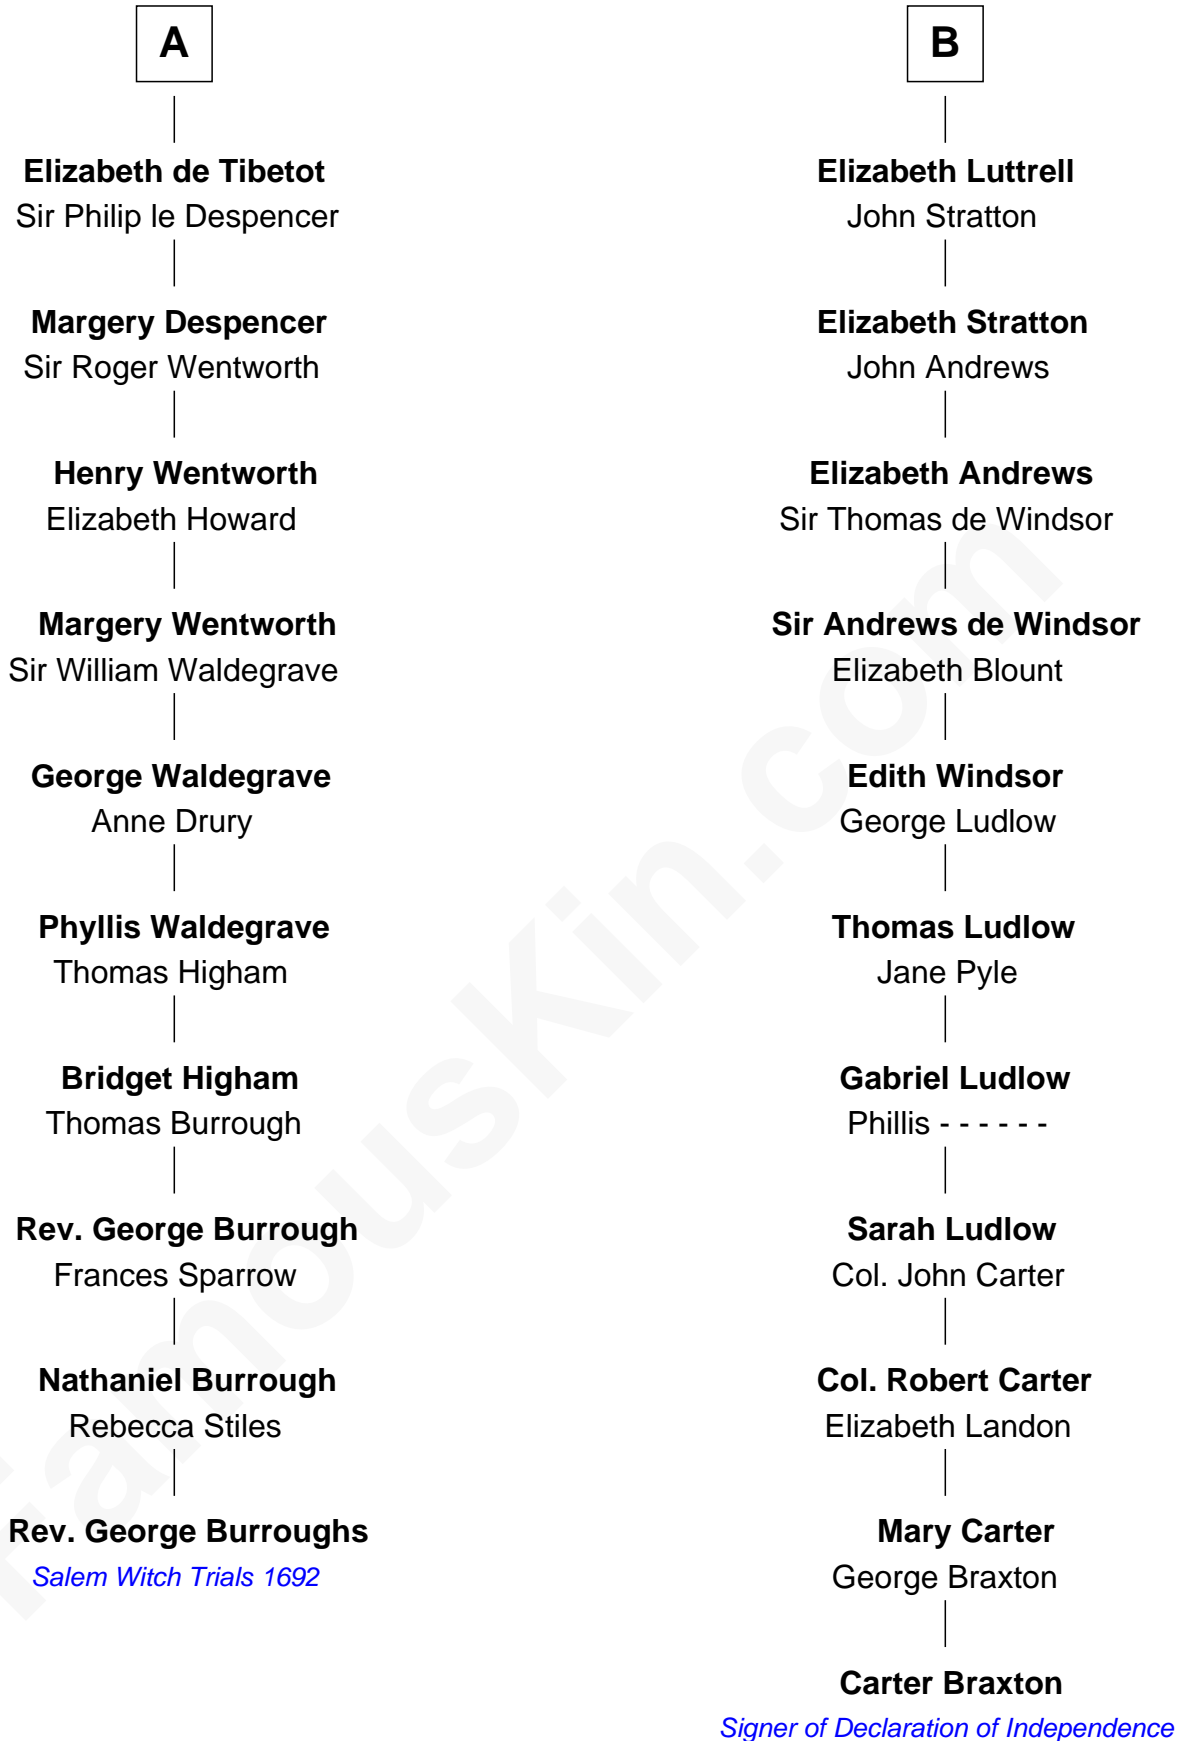 A
Elizabeth de Tibetot
Sir Philip le Despencer
Margery Despencer
Sir Roger Wentworth
Henry Wentworth
Elizabeth Howard
Margery Wentworth
Sir William Waldegrave
George Waldegrave
Anne Drury
Phyllis Waldegrave
Thomas Higham
Bridget Higham
Thomas Burrough
Rev. George Burrough
Frances Sparrow
Nathaniel Burrough
Rebecca Stiles
Rev. George Burroughs
Salem Witch Trials 1692
B
Elizabeth Luttrell
John Stratton
Elizabeth Stratton
John Andrews
Elizabeth Andrews
Sir Thomas de Windsor
Sir Andrews de Windsor
Elizabeth Blount
Edith Windsor
George Ludlow
Thomas Ludlow
Jane Pyle
Gabriel Ludlow
Phillis - - - - - -
Sarah Ludlow
Col. John Carter
Col. Robert Carter
Elizabeth Landon
Mary Carter
George Braxton
Carter Braxton
Signer of Declaration of Independence
FamousKin.com